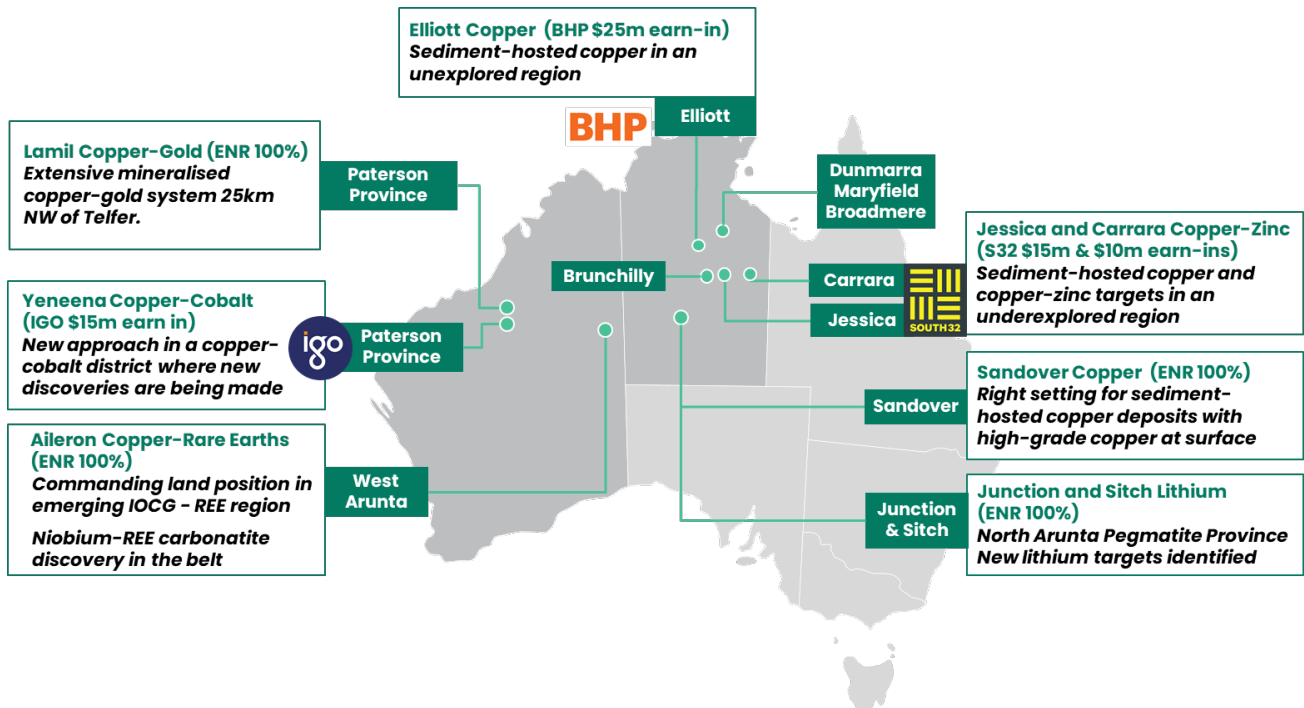 Elliott Copper (BHP $25m earn-in)
Sediment-hosted copper in an
unexplored region
BHP
Elliott
Lamil Copper-Gold (ENR 100%)
Extensive mineralised
copper-gold system 25km
NW of Telfer.
Paterson
Province
Dunmarra
Maryfield
Broadmere
Jessica and Carrara Copper-Zinc
(S32 $15m & $10m earn-ins)
Sediment-hosted copper and
copper-zinc targets in an
underexplored region
Brunchilly
Carrara
Jessica
SOUTH32
Yeneena Copper-Cobalt
(IGO $15m earn in)
New approach in a copper-
cobalt district where new
discoveries are being made
igo
Paterson
Province
Sandover Copper (ENR 100%)
Right setting for sediment-
hosted copper deposits with
high-grade copper at surface
Sandover
Aileron Copper-Rare Earths
(ENR 100%)
Commanding land position in
emerging IOCG - REE region
Niobium-REE carbonatite
discovery in the belt
West
Arunta
Junction
& Sitch
Junction and Sitch Lithium
(ENR 100%)
North Arunta Pegmatite Province
New lithium targets identified